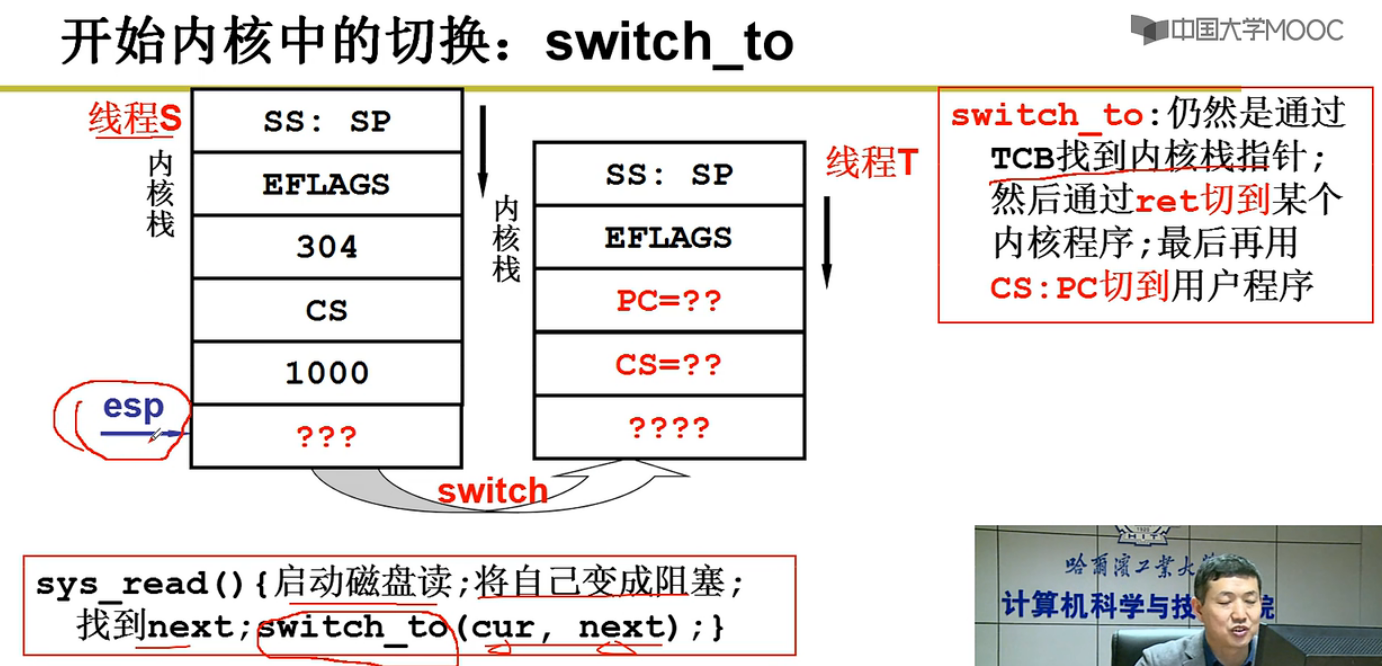 开始内核中的切换：switch_to
中国大学MOOC
线程S
内核栈
SS: SP
EFLAGS
304
CS
1000
???
esp
内核栈
SS: SP
EFLAGS
PC=??
CS=??
????
线程T
switch
switch_to:仍然是通过
TCB找到内核栈指针;
然后通过ret切到某个
内核程序;最后再用
CS:PC切到用户程序
sys_read(){启动磁盘读;将自己变成阻塞;
找到next;switch_to(cur, next);}
1920
HIT
哈尔滨工业大
计算机科学与技 院